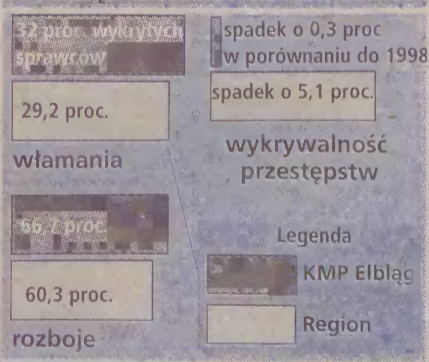 32 proc. wykrytych
sprawców
29,2 proc.
włamania
66,7 proc.
60,3 proc.
rozboje
spadek o 0,3 proc
w porównaniu do 1998
spadek o 5,1 proc.
wykrywalność
przestępstw
Legenda
KMP Elbląg
Region